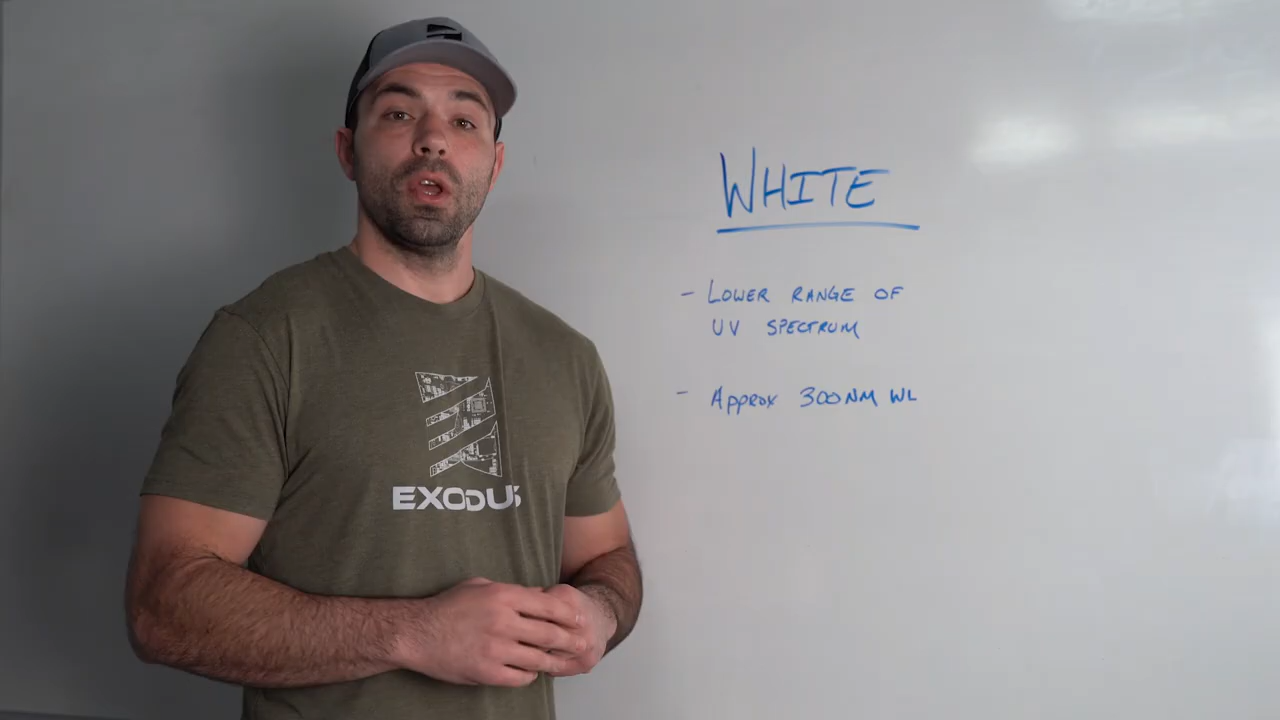 WHITE
- LOWER RANGE OF
UV SPECTRUM
- APPROX 300NM WL
EXODUS